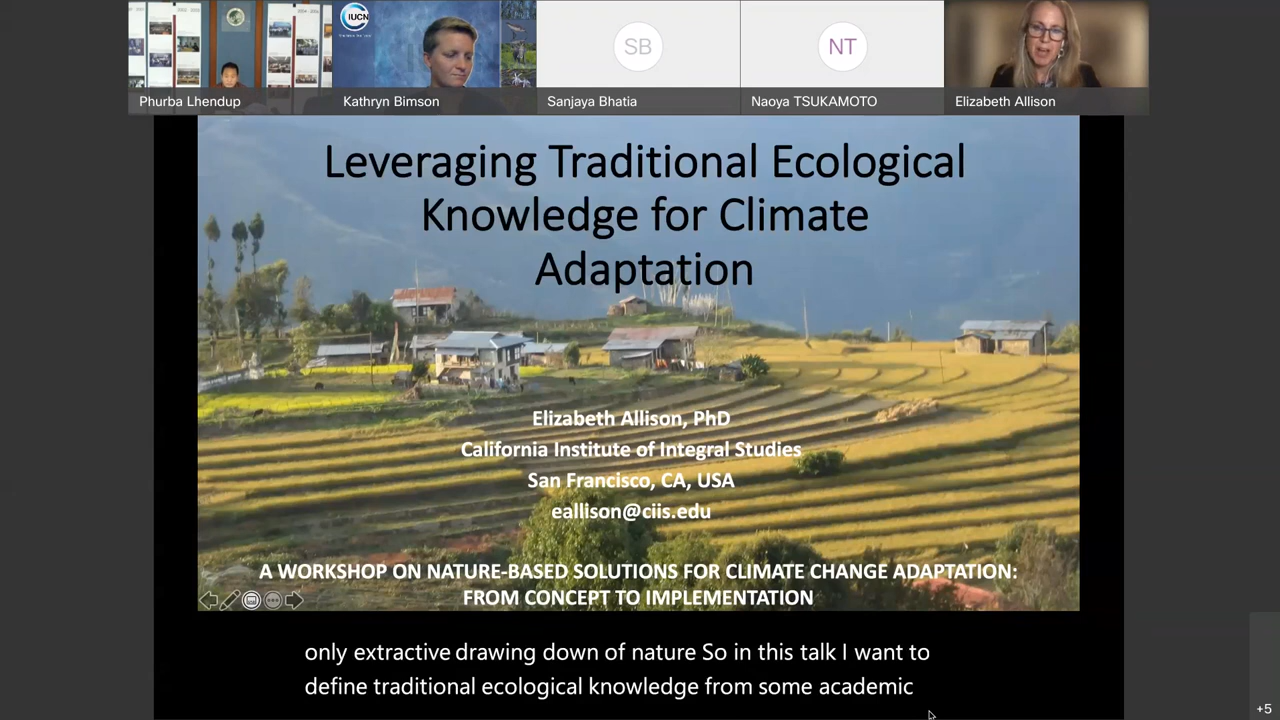 IUCN
SB
NT
Phurba Lhendup
Kathryn Bimson
Sanjaya Bhatia
Naoya TSUKAMOTO
Elizabeth Allison
Leveraging Traditional Ecological
Knowledge for Climate
Adaptation
Elizabeth Allison, PhD
California Institute of Integral Studies
San Francisco, CA, USA
eallison@ciis.edu
A WORKSHOP ON NATURE-BASED SOLUTIONS FOR CLIMATE CHANGE ADAPTATION:
FROM CONCEPT TO IMPLEMENTATION
only extractive drawing down of nature So in this talk I want to
define traditional ecological knowledge from some academic
+5